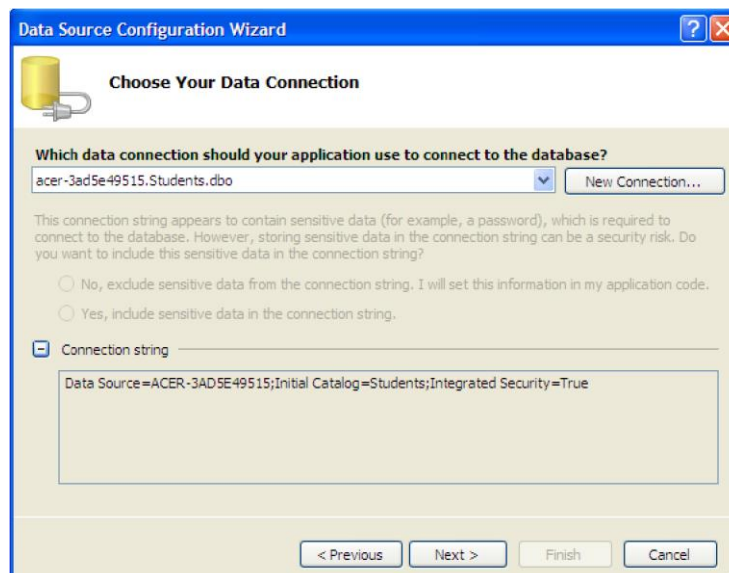 Data Source Configuration Wizard
Choose Your Data Connection
Which data connection should your application use to connect to the database?
acer-3ad5e49515.Students.dbo
New Connection...
This connection string appears to contain sensitive data (for example, a password), which is required to
connect to the database. However, storing sensitive data in the connection string can be a security risk. Do
you want to include this sensitive data in the connection string?
No, exclude sensitive data from the connection string. I will set this information in my application code.
Yes, include sensitive data in the connection string.
Connection string
Data Source=ACER-3AD5E49515;Initial Catalog=Students;Integrated Security=True
< Previous
Next >
Finish
Cancel